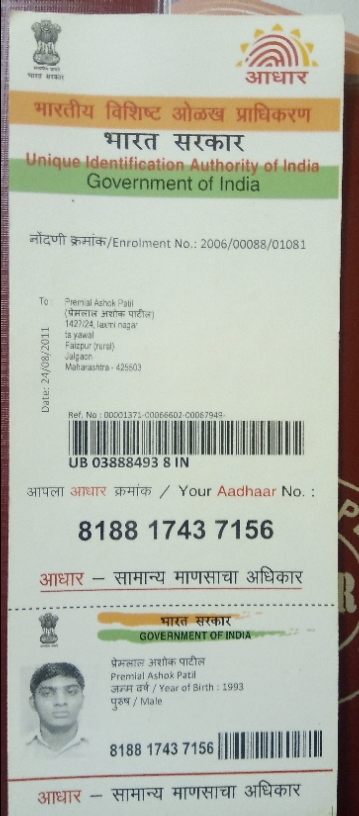 भारत सरकार
आधार
भारतीय विशिष्ट ओळख प्राधिकरण
भारत सरकार
Unique Identification Authority of India
Government of India
नोंदणी क्रमांक/Enrolment No.: 2006/00088/01081
To :
Premlal Ashok Patil
(प्रेमलाल अशोक पाटील)
1427/24, laxmi nagar
ta yawal
Faizpur (rural)
Jalgaon
Maharashtra - 425503
Date: 24/08/2011
Ref. No : 00001371-00066602-00067949-
UB 03888493 8 IN
आपला आधार क्रमांक / Your Aadhaar No. :
8188 1743 7156
आधार – सामान्य माणसाचा अधिकार
भारत सरकार
GOVERNMENT OF INDIA
प्रेमलाल अशोक पाटील
Premlal Ashok Patil
जन्म वर्ष / Year of Birth : 1993
पुरुष / Male
8188 1743 7156
आधार – सामान्य माणसाचा अधिकार